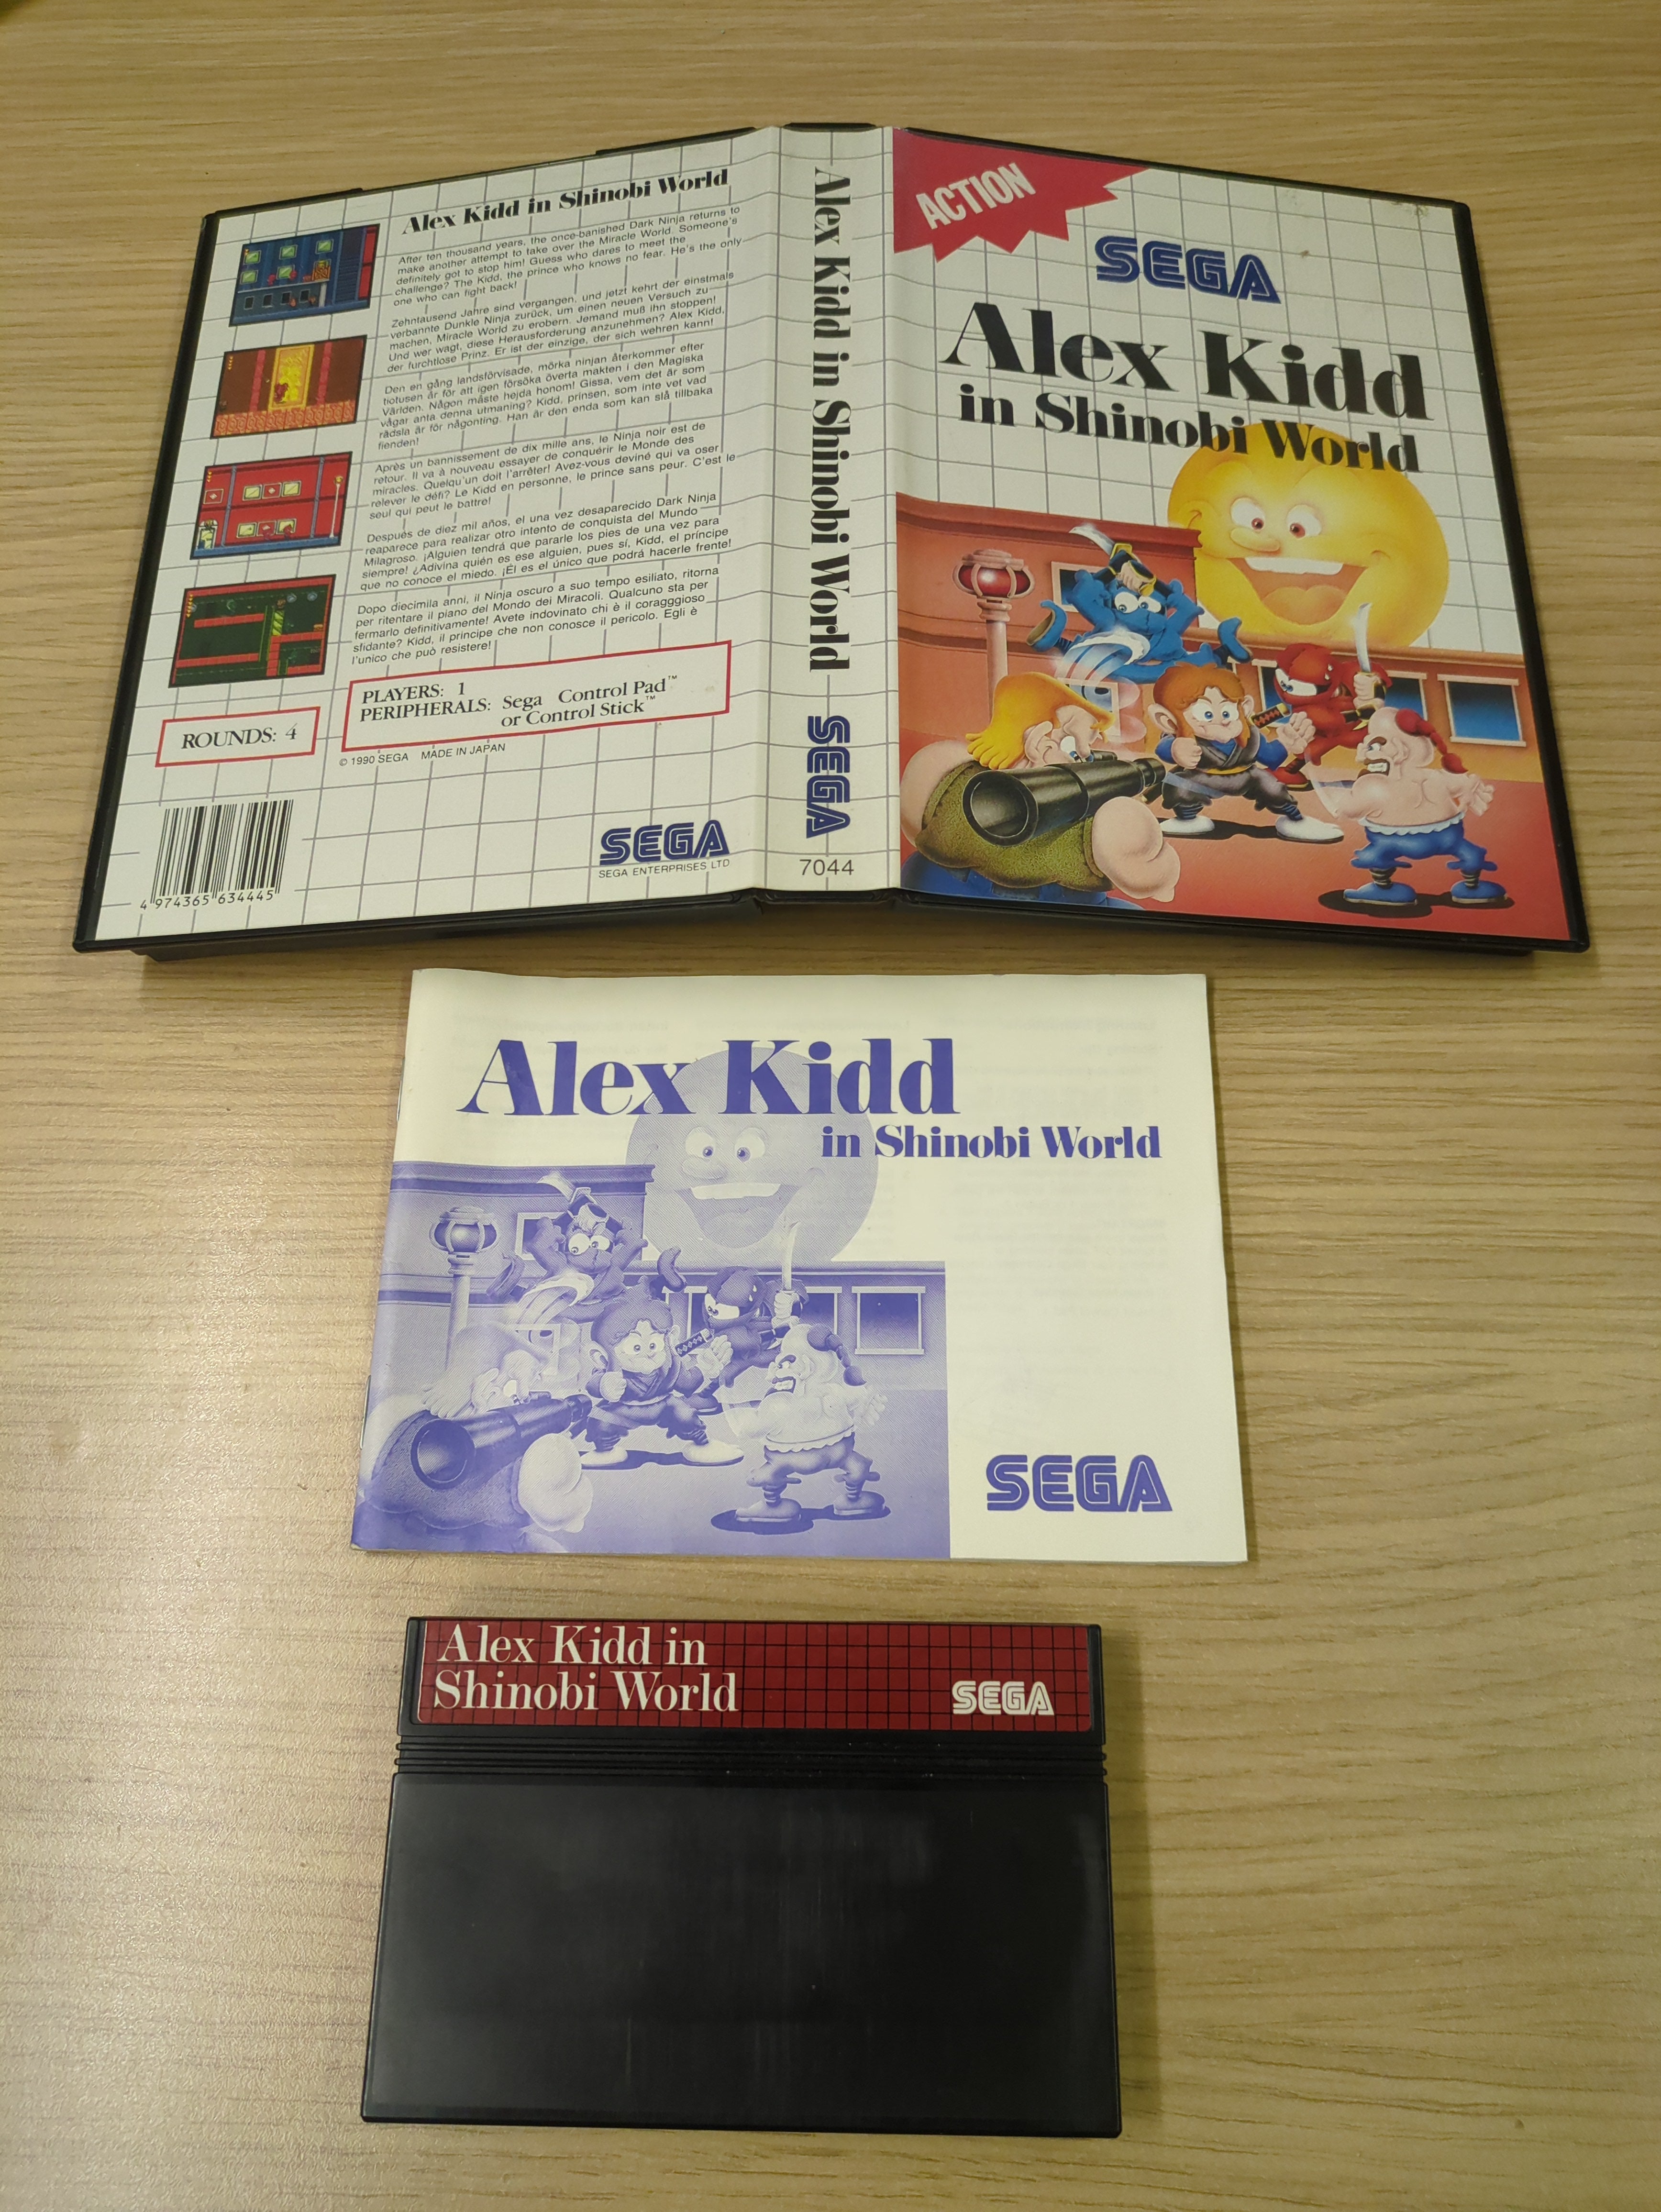 Alex Kidd in Shinobi World
After ten thousand years, the once-banished Dark Ninja returns to
make another attempt to take over the Miracle World. Someone's
definitely got to stop him! Guess who dares to meet the
challenge? The Kidd, the prince who knows no fear. He's the only
one who can fight back!
Zehntausend Jahre sind vergangen, und jetzt kehrt der einstmals
verbannte Dunkle Ninja zurück, um einen neuen Versuch zu
machen, Miracle World zu erobern. Jemand muß ihn stoppen!
Und wer wagt, diese Herausforderung anzunehmen? Alex Kidd,
der furchtlose Prinz. Er ist der einzige, der sich wehren kann!
Den en gång landsförvisade, mörka ninjan återkommer efter
tiotusen år för att igen försöka överta makten i den Magiska
Världen. Någon måste hejda honom! Gissa, vem det är som
vågar anta denna utmaning? Kidd, prinsen, som inte vet vad
rädsla är för någonting. Han är den enda som kan slå tillbaka
fienden!
Après un bannissement de dix mille ans, le Ninja noir est de
retour. Il va à nouveau essayer de conquérir le Monde des
miracles. Quelqu'un doit l'arrêter! Avez-vous deviné qui va oser
relever le défi? Le Kidd en personne, le prince sans peur. C'est le
seul qui peut le battre!
Después de diez mil años, el una vez desaparecido Dark Ninja
reaparece para realizar otro intento de conquista del Mundo
Milagroso. ¡Alguien tendrá que pararle los pies de una vez para
siempre! ¿Adivina quién es ese alguien, pues sí, Kidd, el príncipe
que no conoce el miedo. ¡Él es el único que podrá hacerle frente!
Dopo diecimila anni, il Ninja oscuro a suo tempo esiliato, ritorna
per ritentare il piano del Mondo dei Miracoli. Qualcuno sta per
fermarlo definitivamente! Avete indovinato chi è il coragggioso
sfidante? Kidd, il principe che non conosce il pericolo. Egli è
l'unico che può resistere!
PLAYERS: 1
PERIPHERALS: Sega Control Pad™
or Control Stick™
ROUNDS: 4
© 1990 SEGA MADE IN JAPAN
4 974365 634445
SEGA
SEGA ENTERPRISES LTD
Alex Kidd in Shinobi World
SEGA
7044
ACTION
SEGA
Alex Kidd
in Shinobi World
Alex Kidd
in Shinobi World
SEGA
Alex Kidd in
Shinobi World
SEGA